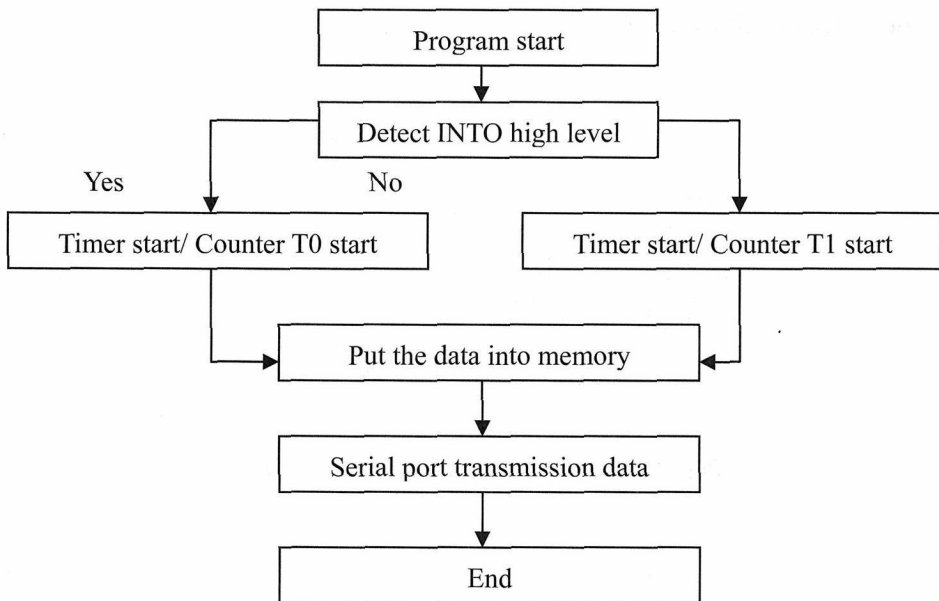 Program start
Detect INTO high level
Yes
No
Timer start/ Counter T0 start
Timer start/ Counter T1 start
Put the data into memory
Serial port transmission data
End